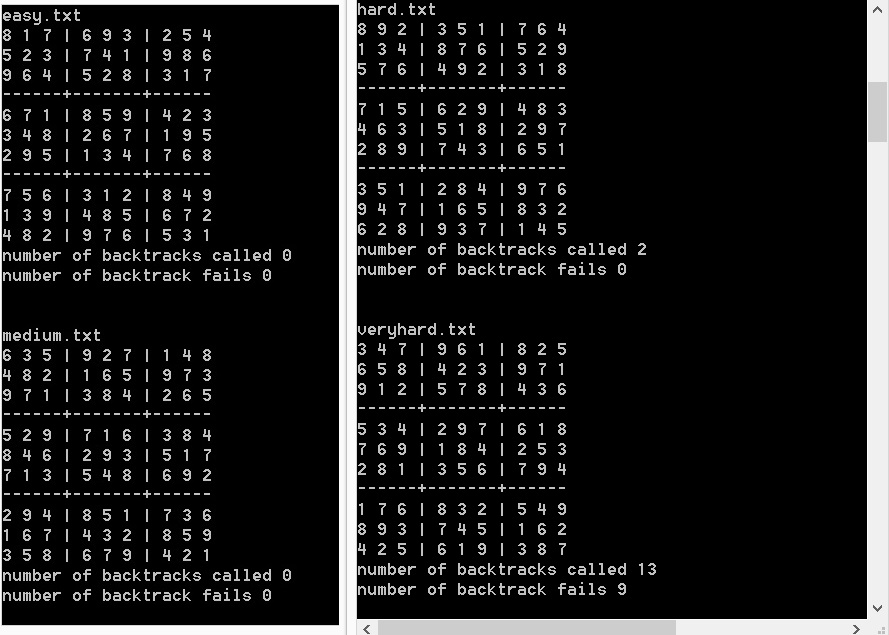 easy.txt
8 1 7 | 6 9 3 | 2 5 4
5 2 3 | 7 4 1 | 9 8 6
9 6 4 | 5 2 8 | 3 1 7
------+-------+------
6 7 1 | 8 5 9 | 4 2 3
3 4 8 | 2 6 7 | 1 9 5
2 9 5 | 1 3 4 | 7 6 8
------+-------+------
7 5 6 | 3 1 2 | 8 4 9
1 3 9 | 4 8 5 | 6 7 2
4 8 2 | 9 7 6 | 5 3 1
number of backtracks called 0
number of backtrack fails 0
medium.txt
6 3 5 | 9 2 7 | 1 4 8
4 8 2 | 1 6 5 | 9 7 3
9 7 1 | 3 8 4 | 2 6 5
------+-------+------
5 2 9 | 7 1 6 | 3 8 4
8 4 6 | 2 9 3 | 5 1 7
7 1 3 | 5 4 8 | 6 9 2
------+-------+------
2 9 4 | 8 5 1 | 7 3 6
1 6 7 | 4 3 2 | 8 5 9
3 5 8 | 6 7 9 | 4 2 1
number of backtracks called 0
number of backtrack fails 0
hard.txt
8 9 2 | 3 5 1 | 7 6 4
1 3 4 | 8 7 6 | 5 2 9
5 7 6 | 4 9 2 | 3 1 8
------+-------+------
7 1 5 | 6 2 9 | 4 8 3
4 6 3 | 5 1 8 | 2 9 7
2 8 9 | 7 4 3 | 6 5 1
------+-------+------
3 5 1 | 2 8 4 | 9 7 6
9 4 7 | 1 6 5 | 8 3 2
6 2 8 | 9 3 7 | 1 4 5
number of backtracks called 2
number of backtrack fails 0
veryhard.txt
3 4 7 | 9 6 1 | 8 2 5
6 5 8 | 4 2 3 | 9 7 1
9 1 2 | 5 7 8 | 4 3 6
------+-------+------
5 3 4 | 2 9 7 | 6 1 8
7 6 9 | 1 8 4 | 2 5 3
2 8 1 | 3 5 6 | 7 9 4
------+-------+------
1 7 6 | 8 3 2 | 5 4 9
8 9 3 | 7 4 5 | 1 6 2
4 2 5 | 6 1 9 | 3 8 7
number of backtracks called 13
number of backtrack fails 9